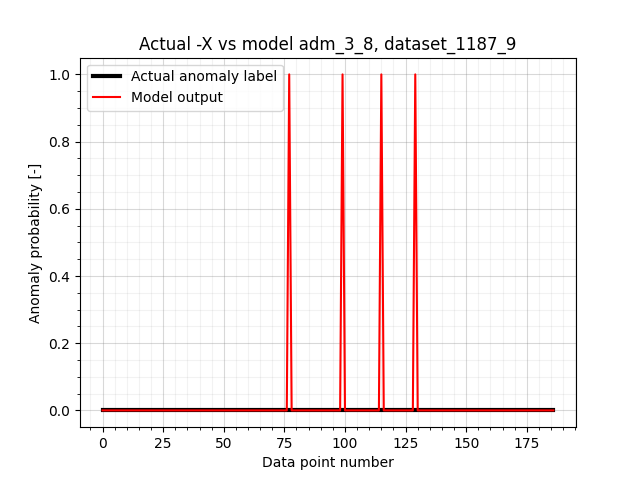 Actual -X vs model adm_3_8, dataset_1187_9
Actual anomaly label
Model output
1.0
0.8
0.6
0.4
0.2
0.0
Anomaly probability [-]
0 25 50 75 100 125 150 175
Data point number